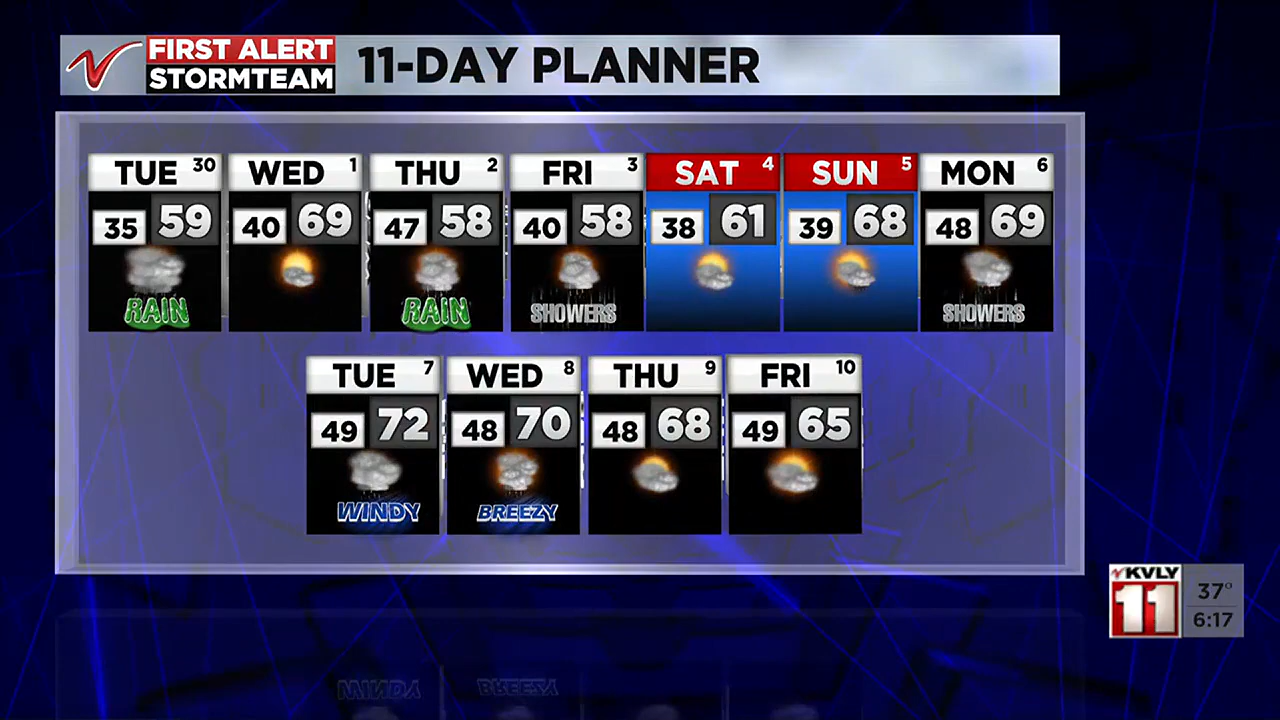 FIRST ALERT
STORMTEAM
11-DAY PLANNER
TUE 30
35 59
RAIN
WED 1
40 69
THU 2
47 58
RAIN
FRI 3
40 58
SHOWERS
SAT 4
38 61
SUN 5
39 68
MON 6
48 69
SHOWERS
TUE 7
49 72
WINDY
WED 8
48 70
BREEZY
THU 9
48 68
FRI 10
49 65
KVLY
11
37°
6:17